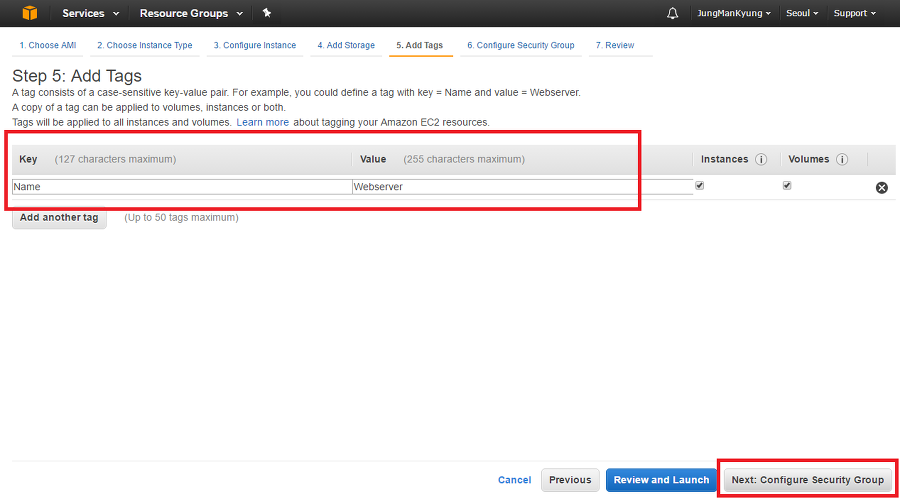 Services Resource Groups JungManKyung Seoul Support
1. Choose AMI 2. Choose Instance Type 3. Configure Instance 4. Add Storage 5. Add Tags 6. Configure Security Group 7. Review
Step 5: Add Tags
A tag consists of a case-sensitive key-value pair. For example, you could define a tag with key = Name and value = Webserver.
A copy of a tag can be applied to volumes, instances or both.
Tags will be applied to all instances and volumes. Learn more about tagging your Amazon EC2 resources.
Key (127 characters maximum) Value (255 characters maximum) Instances i Volumes i
Name Webserver
Add another tag (Up to 50 tags maximum)
Cancel Previous Review and Launch Next: Configure Security Group